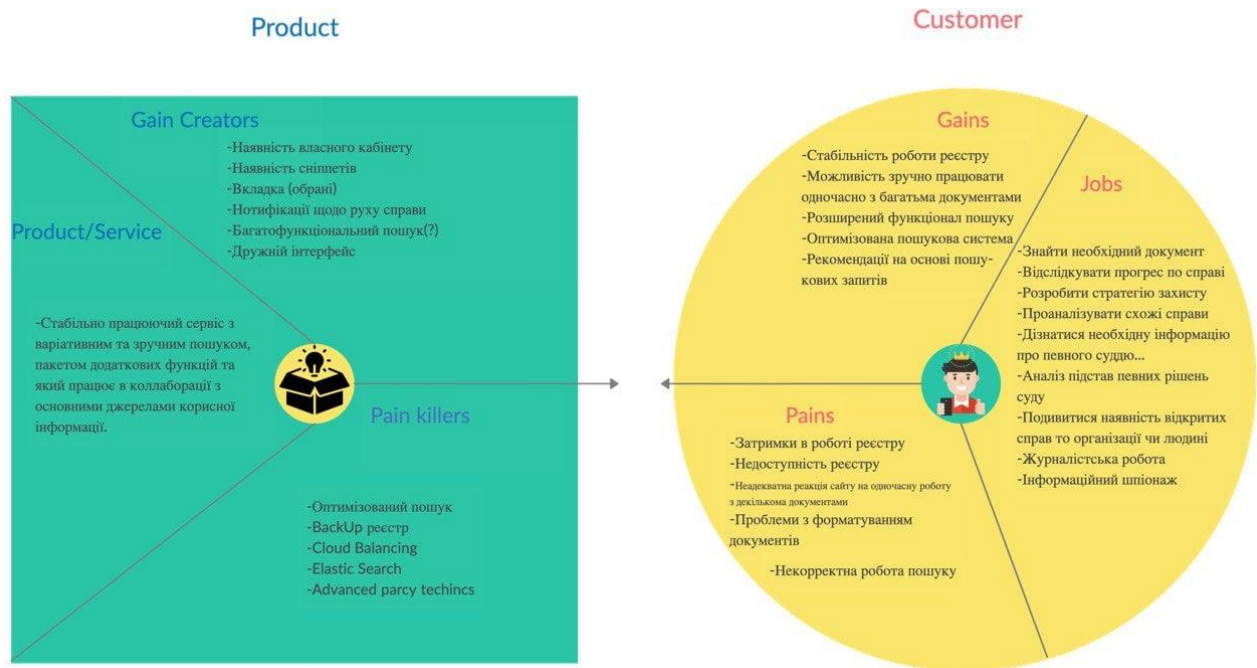 Product
Customer
Gain Creators
-Наявність власного кабінету
-Наявність сніппетів
-Вкладка (обрані)
-Нотифікації щодо руху справи
-Багатофункціональний пошук(?)
-Дружній інтерфейс
Product/Service
-Стабільно працюючий сервіс з
варіативним та зручним пошуком,
пакетом додаткових функцій та
який працює в коллаборації з
основними джерелами корисної
інформації.
Pain killers
-Оптимізований пошук
-BackUp реєстр
-Cloud Balancing
-Elastic Search
-Advanced parcy techincs
Gains
-Стабільність роботи реєстру
-Можливість зручно працювати
одночасно з багатьма документами
-Розширений функціонал пошуку
-Оптимізована пошукова система
-Рекомендації на основі пошу-
кових запитів
Jobs
-Знайти необхідний документ
-Відслідкувати прогрес по справі
-Розробити стратегію захисту
-Проаналізувати схожі справи
-Дізнатися необхідну інформацію
про певного суддю...
-Аналіз підстав певних рішень
суду
-Подивитися наявність відкритих
справ то організації чи людині
-Журналістська робота
-Інформаційний шпіонаж
Pains
-Затримки в роботі реєстру
-Недоступність реєстру
-Неадекватна реакція сайту на одночасну роботу
з декількома документами
-Проблеми з форматуванням
документів
-Некорректна робота пошуку